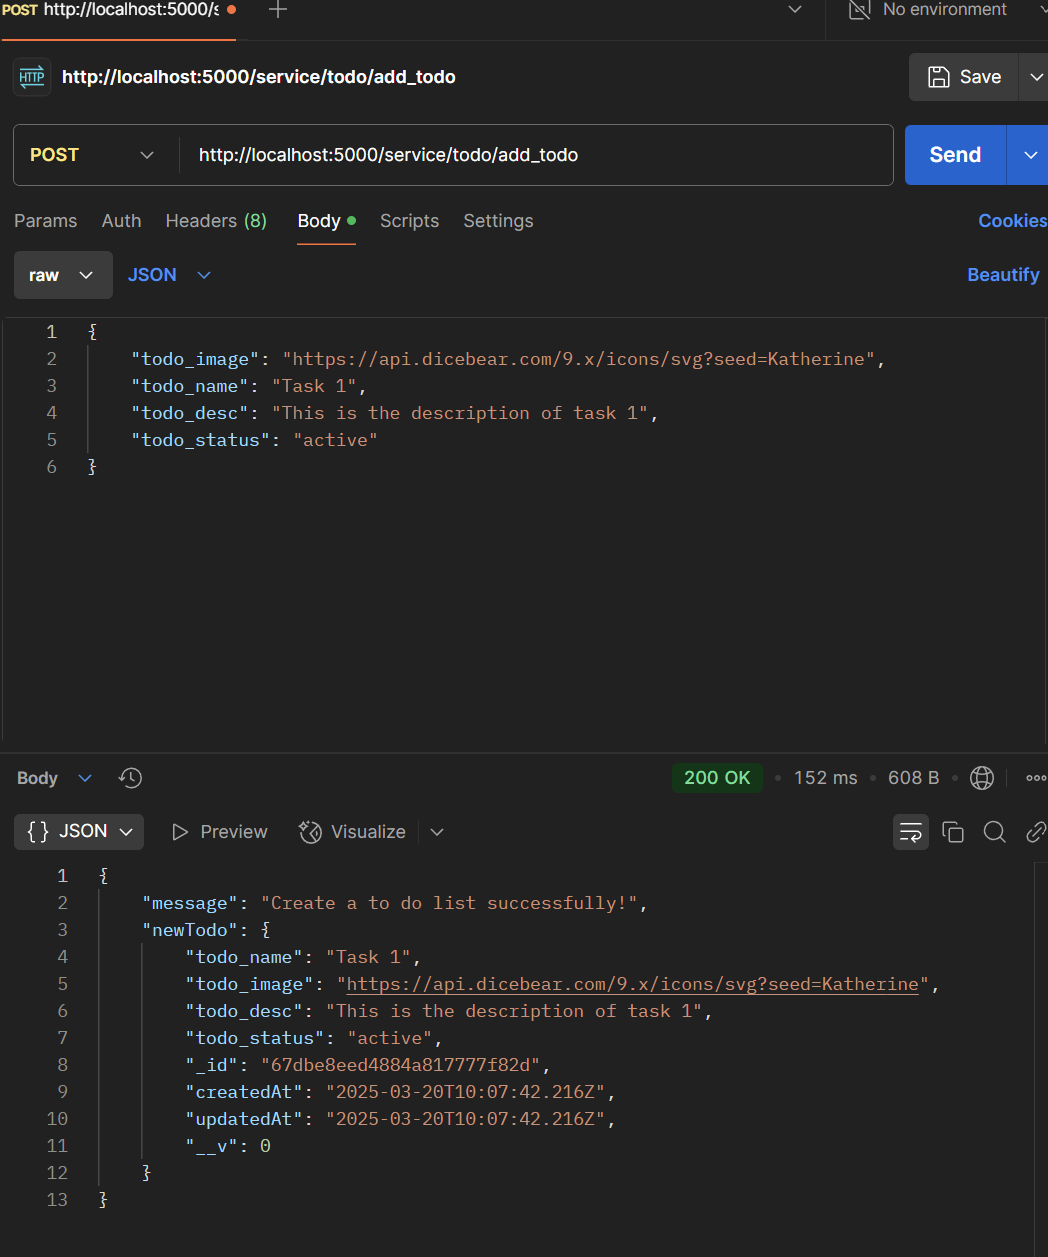 POST http://localhost:5000/s
No environment
HTTP http://localhost:5000/service/todo/add_todo
Save
POST http://localhost:5000/service/todo/add_todo
Send
Params Auth Headers (8) Body Scripts Settings
Cookies
raw JSON
Beautify
1 {
2 "todo_image": "https://api.dicebear.com/9.x/icons/svg?seed=Katherine",
3 "todo_name": "Task 1",
4 "todo_desc": "This is the description of task 1",
5 "todo_status": "active"
6 }
Body
200 OK • 152 ms • 608 B
{} JSON Preview Visualize
1 {
2 "message": "Create a to do list successfully!",
3 "newTodo": {
4 "todo_name": "Task 1",
5 "todo_image": "https://api.dicebear.com/9.x/icons/svg?seed=Katherine",
6 "todo_desc": "This is the description of task 1",
7 "todo_status": "active",
8 "_id": "67dbe8eed4884a817777f82d",
9 "createdAt": "2025-03-20T10:07:42.216Z",
10 "updatedAt": "2025-03-20T10:07:42.216Z",
11 "__v": 0
12 }
13 }